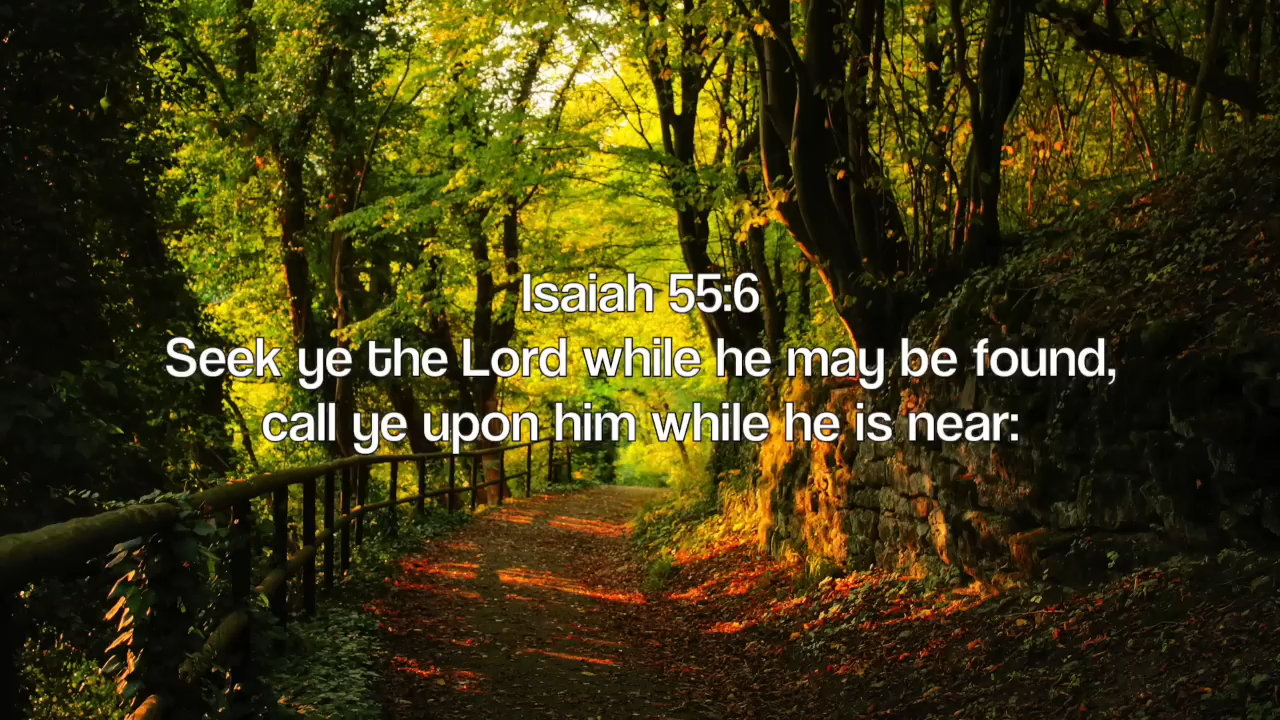 Isaiah 55:6
Seek ye the Lord while he may be found,
call ye upon him while he is near: